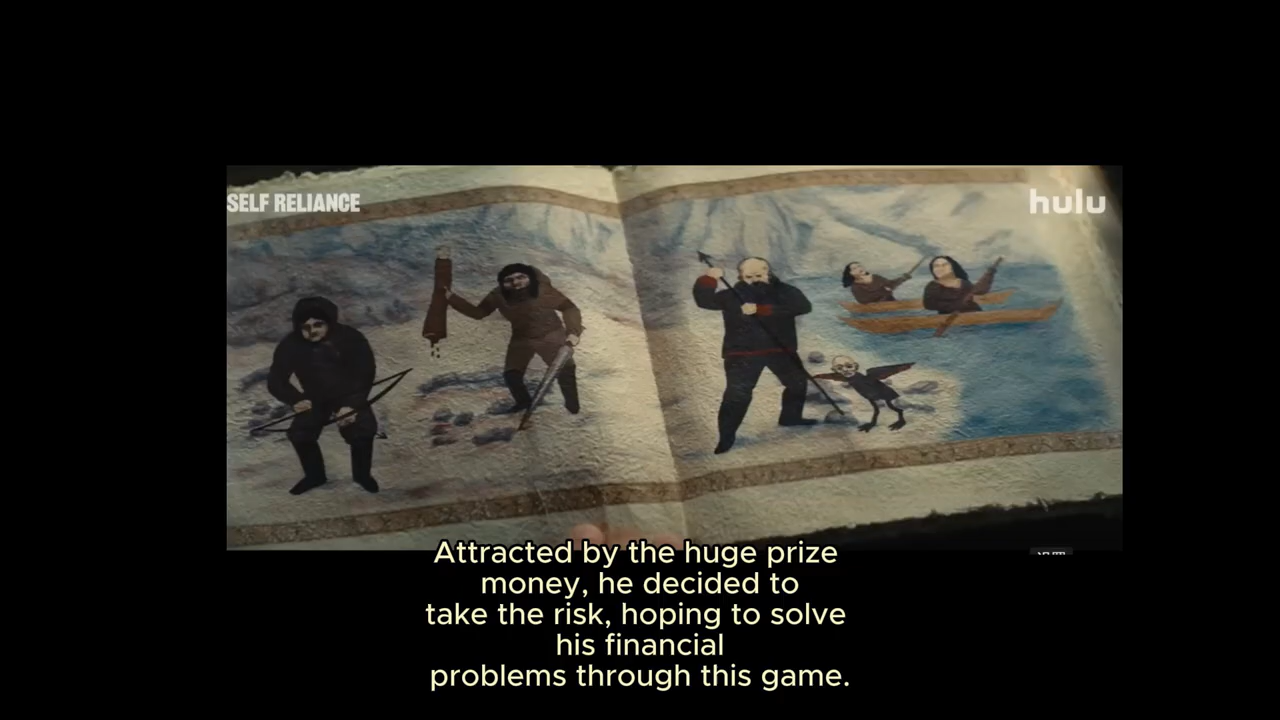 SELF RELIANCE
hulu
Attracted by the huge prize
money, he decided to
take the risk, hoping to solve
his financial
problems through this game.